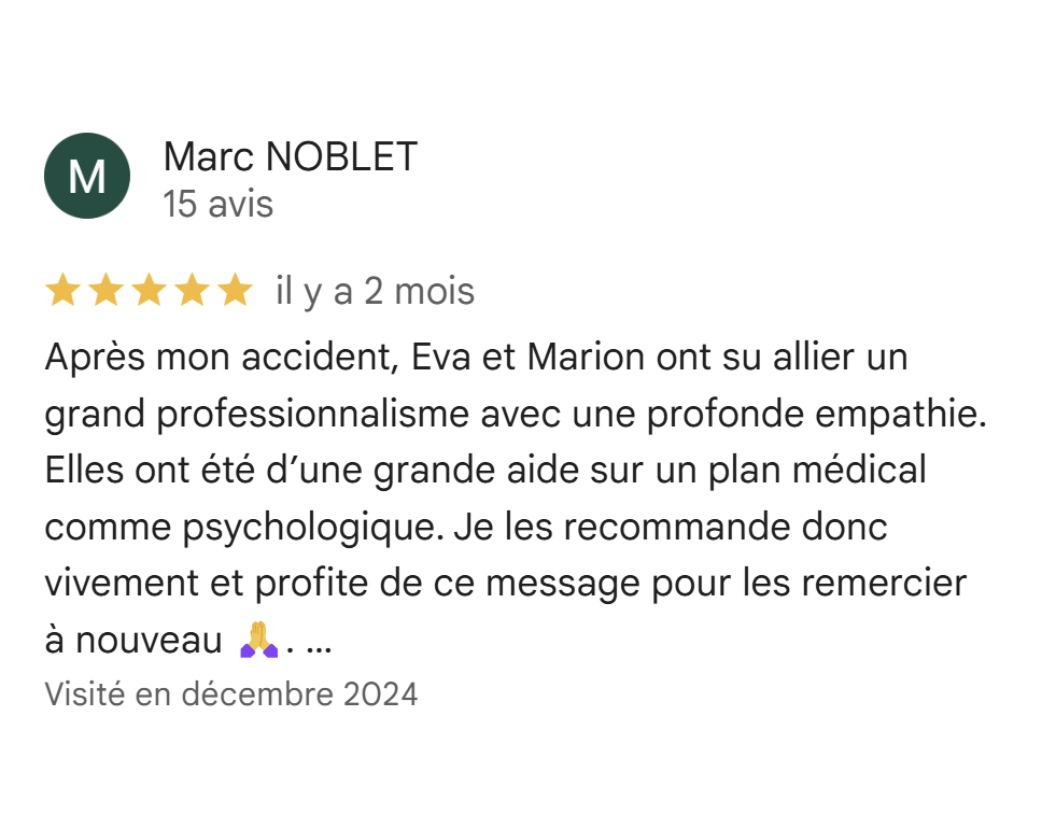 M
Marc NOBLET
15 avis
★★★★★ il y a 2 mois
Après mon accident, Eva et Marion ont su allier un
grand professionnalisme avec une profonde empathie.
Elles ont été d’une grande aide sur un plan médical
comme psychologique. Je les recommande donc
vivement et profite de ce message pour les remercier
à nouveau 🙏. ...
Visité en décembre 2024